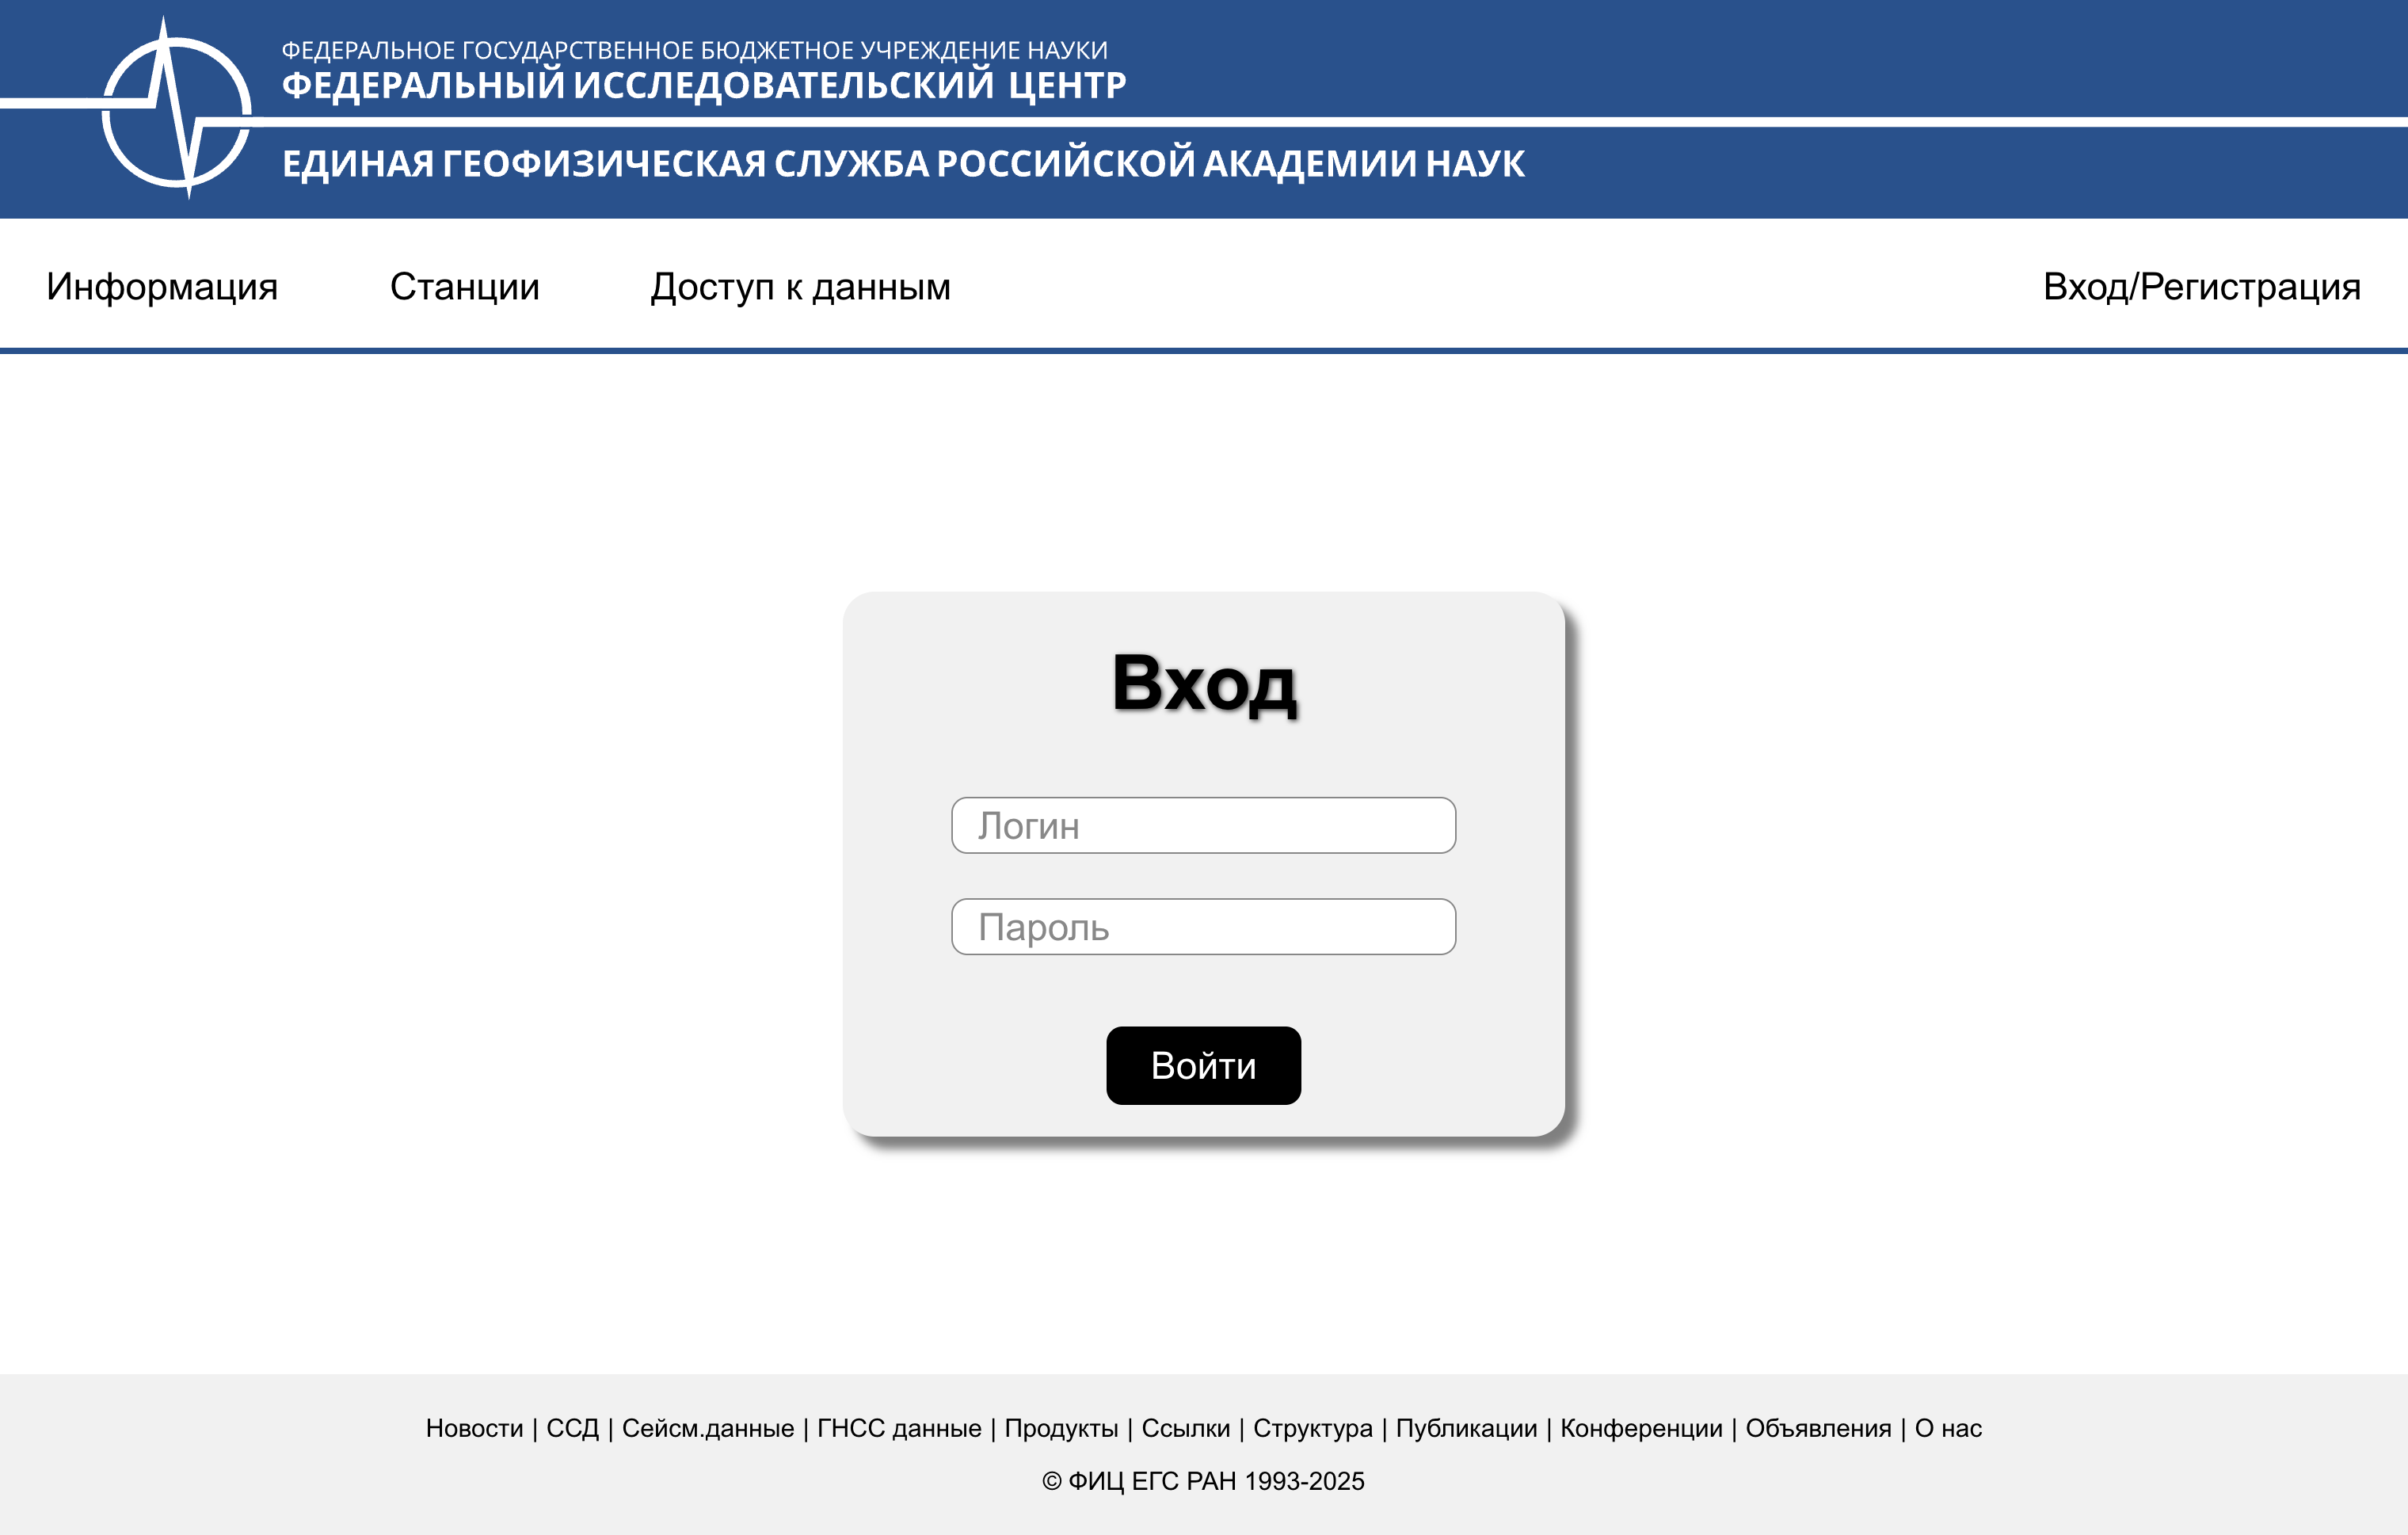 ФЕДЕРАЛЬНОЕ ГОСУДАРСТВЕННОЕ БЮДЖЕТНОЕ УЧРЕЖДЕНИЕ НАУКИ
ФЕДЕРАЛЬНЫЙ ИССЛЕДОВАТЕЛЬСКИЙ ЦЕНТР
ЕДИНАЯ ГЕОФИЗИЧЕСКАЯ СЛУЖБА РОССИЙСКОЙ АКАДЕМИИ НАУК
Информация Станции Доступ к данным Вход/Регистрация
Вход
Логин
Пароль
Войти
Новости | ССД | Сейсм.данные | ГНСС данные | Продукты | Ссылки | Структура | Публикации | Конференции | Объявления | О нас
© ФИЦ ЕГС РАН 1993-2025